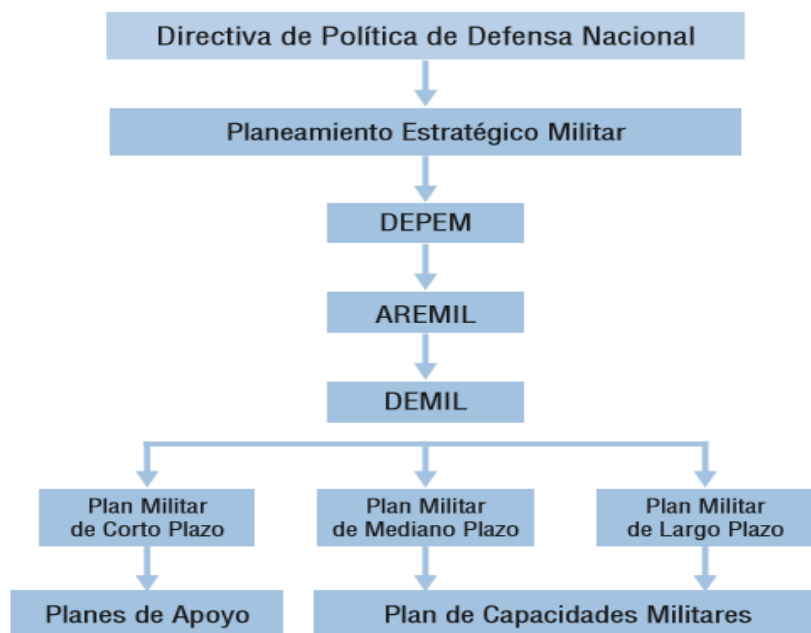 Directiva de Política de Defensa Nacional
Planeamiento Estratégico Militar
DEPEM
AREMIL
DEMIL
Plan Militar
de Corto Plazo
Plan Militar
de Mediano Plazo
Plan Militar
de Largo Plazo
Planes de Apoyo
Plan de Capacidades Militares